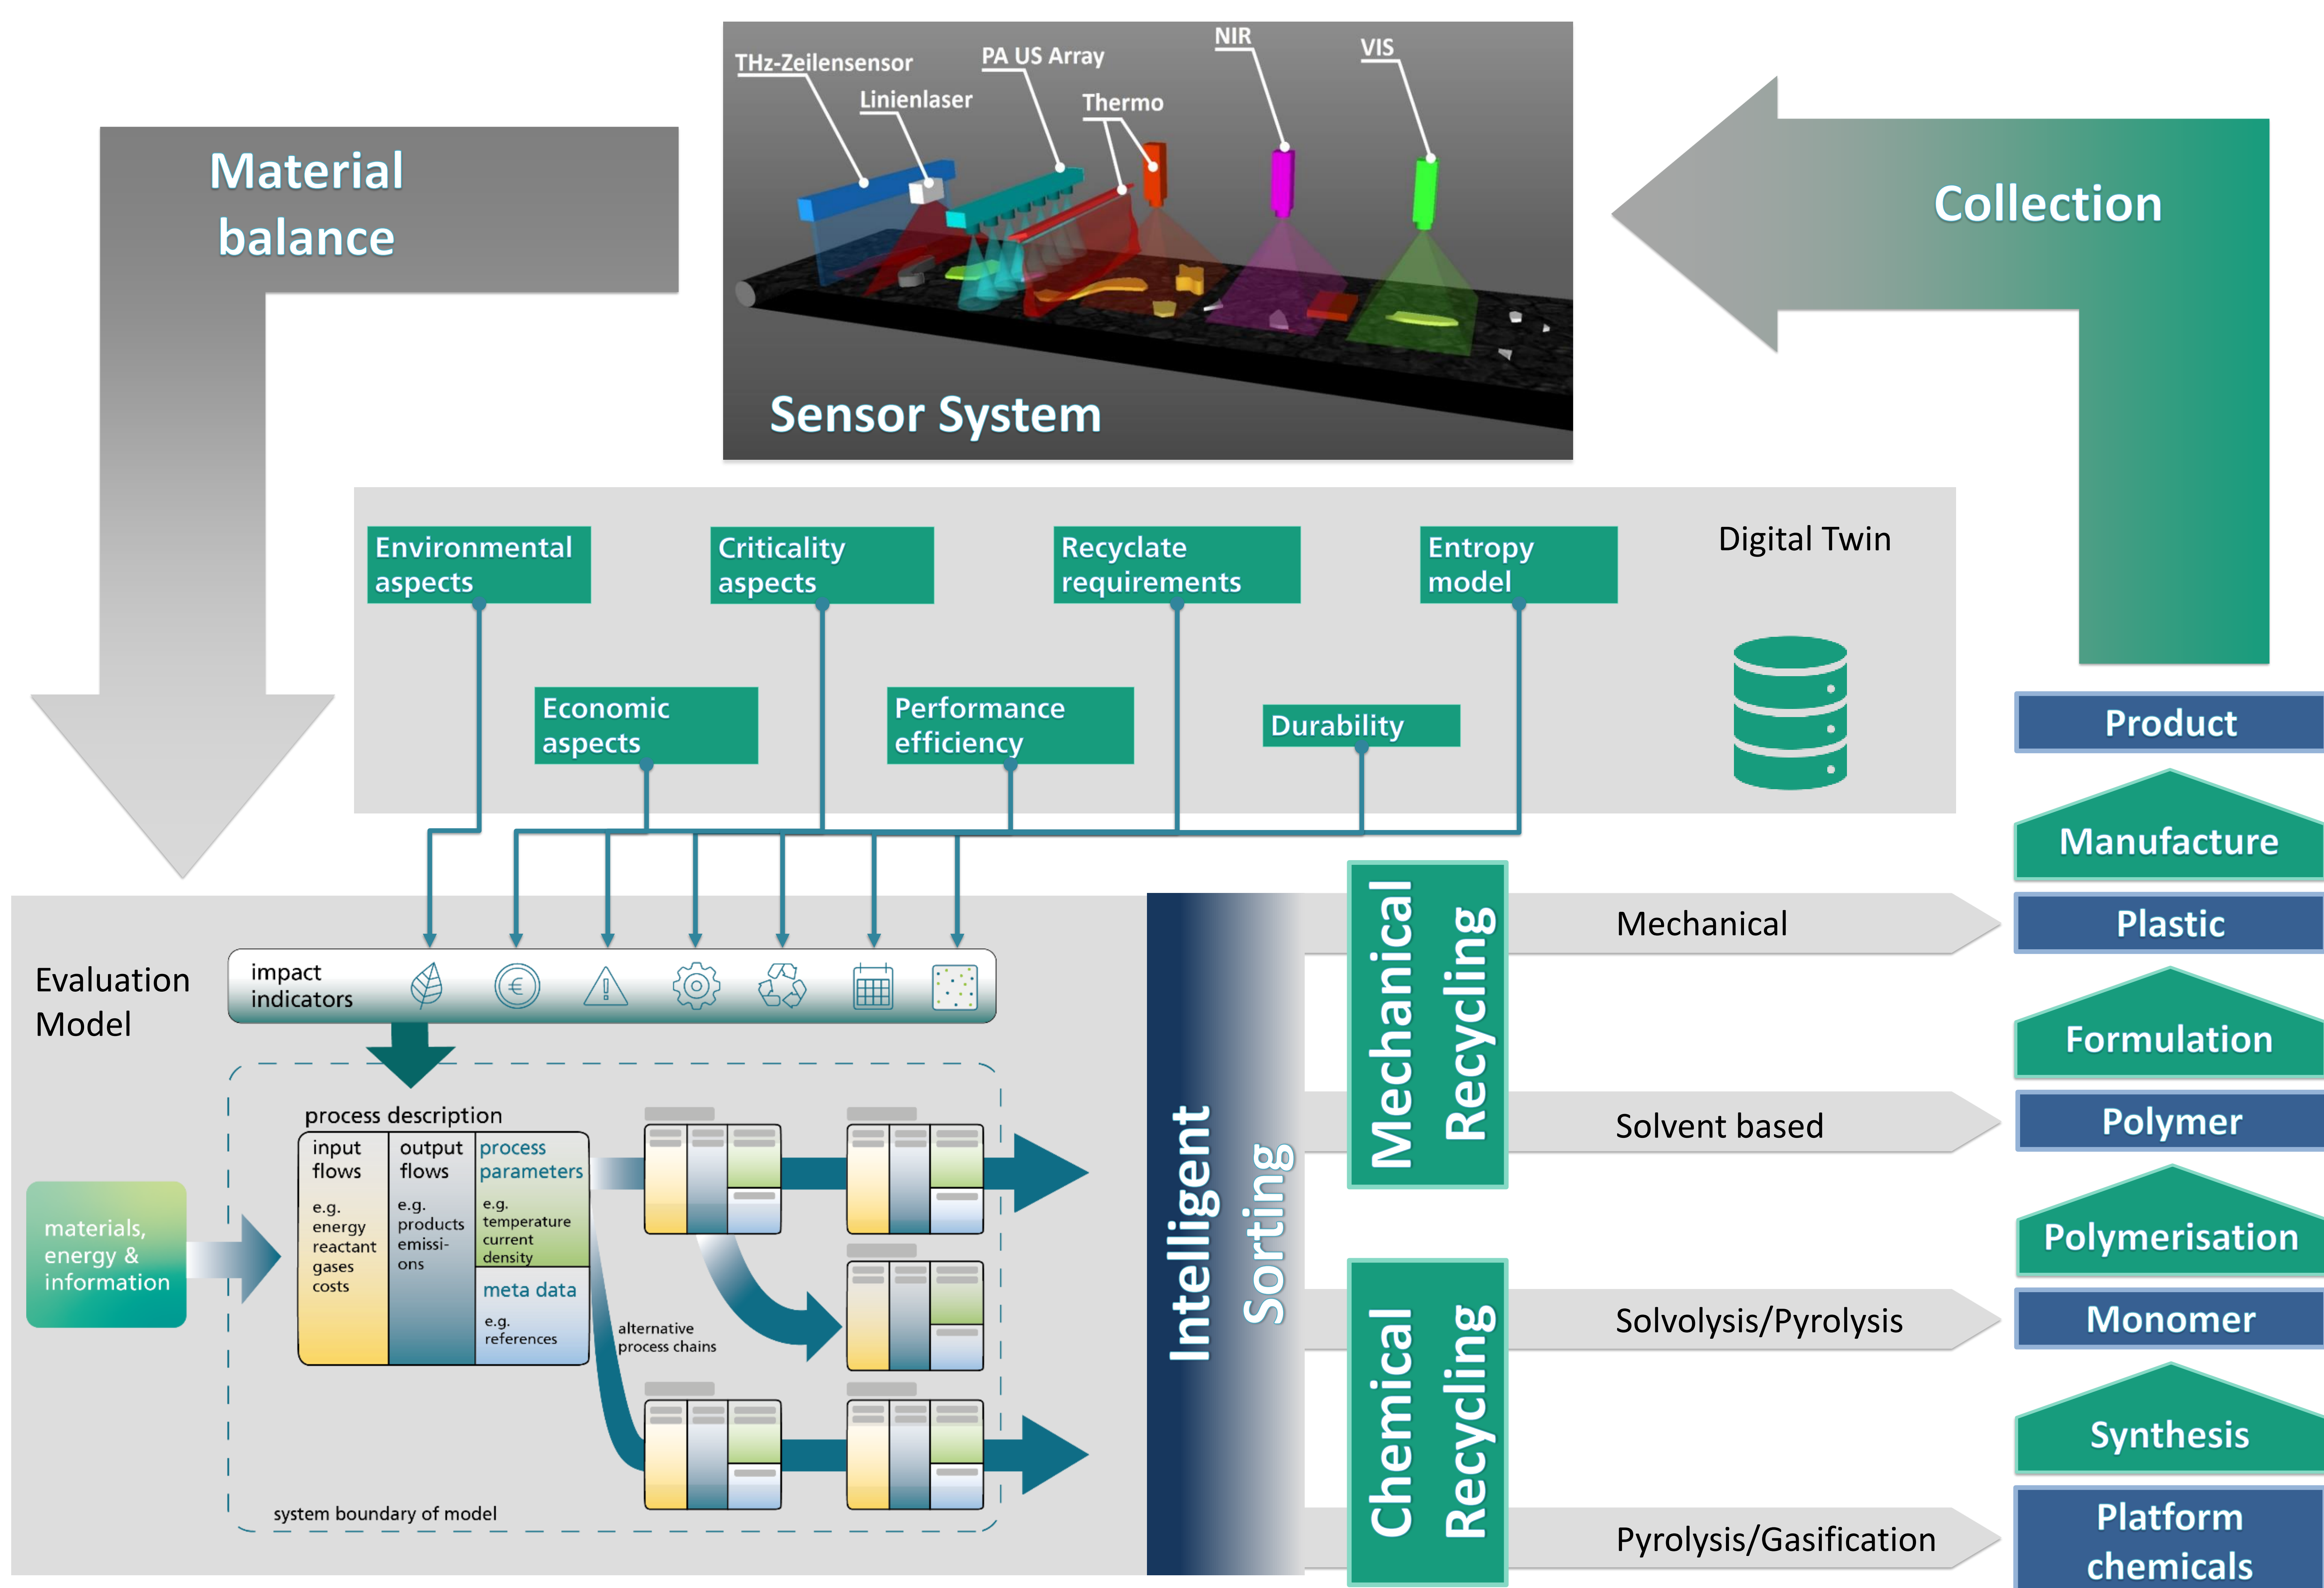 THz-Zeilensensor
Linienlaser
PA US Array
Thermo
NIR
VIS
Sensor System
Material
balance
Collection
Digital Twin
Environmental
aspects
Criticality
aspects
Recyclate
requirements
Entropy
model
Economic
aspects
Performance
efficiency
Durability
Evaluation
Model
impact
indicators
€
!
process description
input
flows
e.g.
energy
reactant
gases
costs
output
flows
e.g.
products
emissi-
ons
process
parameters
e.g.
temperature
current
density
meta data
e.g.
references
materials,
energy &
information
alternative
process chains
system boundary of model
Intelligent
Sorting
Mechanical
Recycling
Chemical
Recycling
Mechanical
Solvent based
Solvolysis/Pyrolysis
Pyrolysis/Gasification
Product
Manufacture
Plastic
Formulation
Polymer
Polymerisation
Monomer
Synthesis
Platform
chemicals